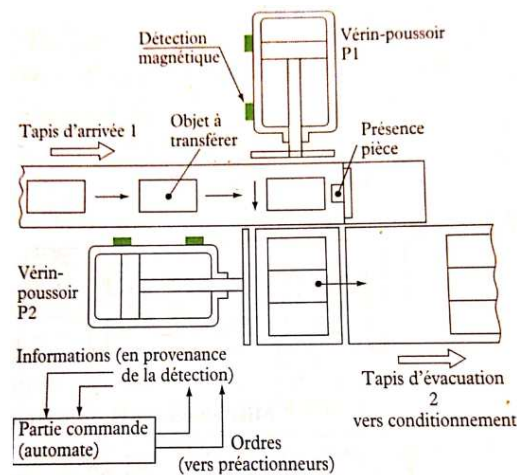 Vérin-poussoir
P1
Détection
magnétique
Tapis d'arrivée 1
Objet à
transférer
Présence
pièce
Vérin-
poussoir
P2
Informations (en provenance
de la détection)
Partie commande
(automate)
Ordres
(vers préactionneurs)
Tapis d'évacuation
2
vers conditionnement